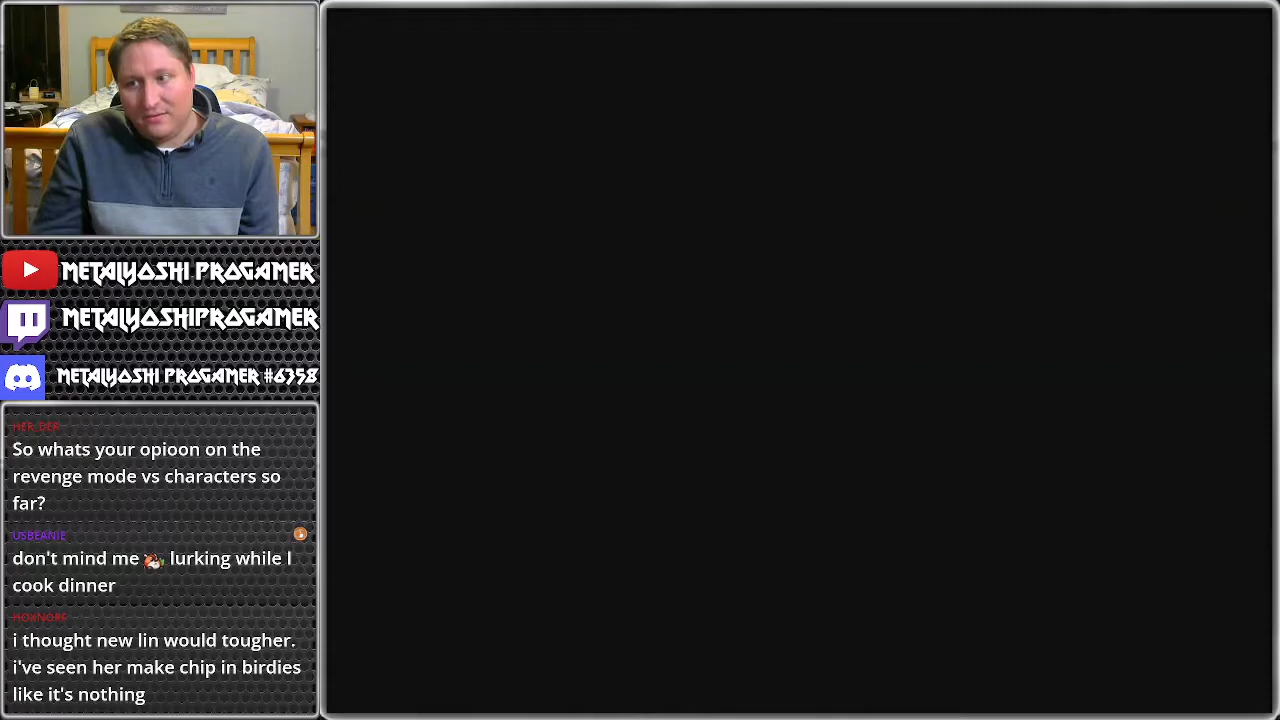 METALYOSHI PROGAMER
METALYOSHIPROGAMER
METALYOSHI PROGAMER #6358
HER_DER
So whats your opioon on the
revenge mode vs characters so
far?
USBEANIE
don't mind me lurking while I
cook dinner
i thought new lin would tougher.
i've seen her make chip in birdies
like it's nothing